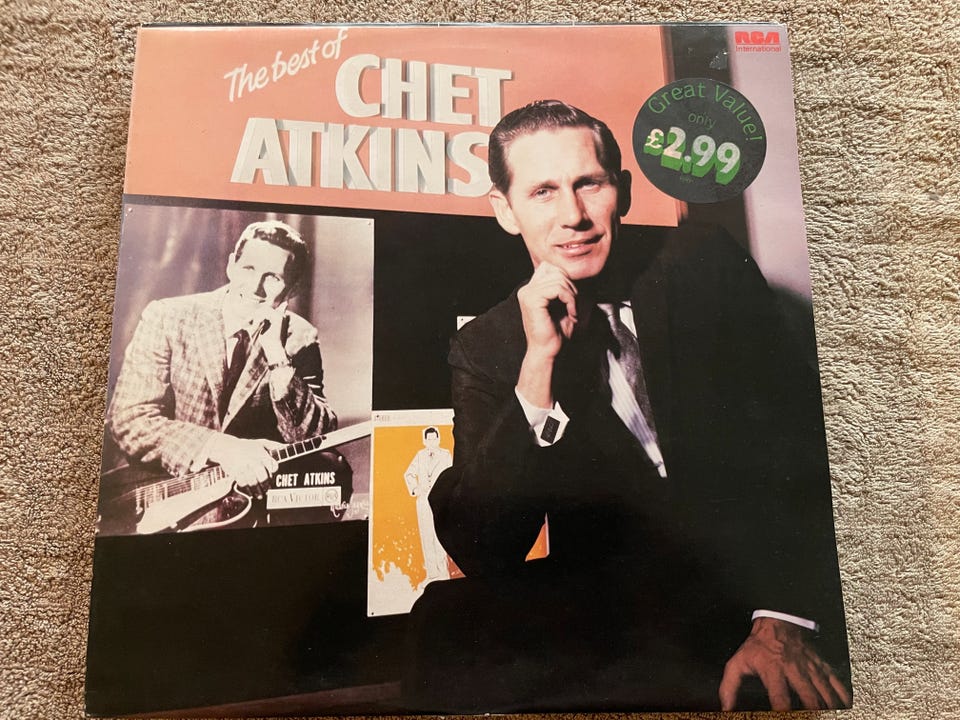 The best of
CHET
ATKINS
RCA
International
Great Value!
only
£2.99
CHET ATKINS
RCA VICTOR